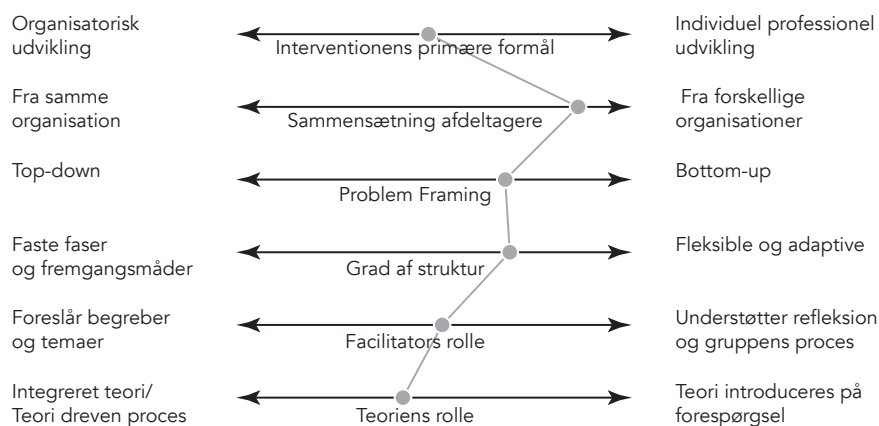 Organisatorisk
udvikling
Interventionens primære formål
Individuel professionel
udvikling
Fra samme
organisation
Sammensætning afdeltagere
Fra forskellige
organisationer
Top-down
Problem Framing
Bottom-up
Faste faser
og fremgangsmåder
Grad af struktur
Fleksible og adaptive
Foreslår begreber
og temaer
Facilitators rolle
Understøtter refleksion
og gruppens proces
Integreret teori/
Teori dreven proces
Teoriens rolle
Teori introduceres på
forespørgsel